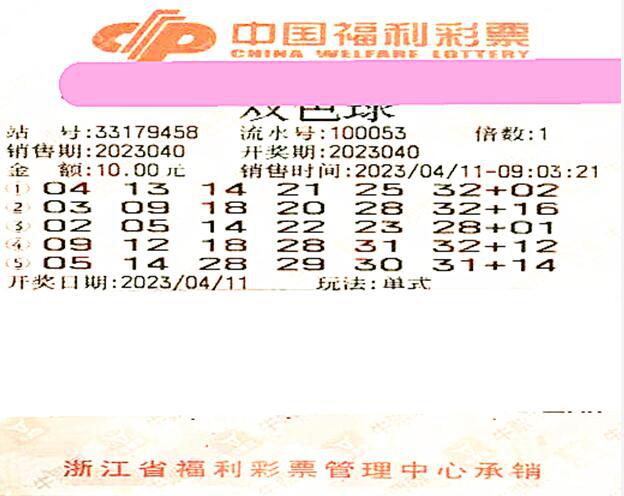 中国福利彩票
CHINA WELFARE LOTTERY
双色球
站 号:33179458 流水号:100053 倍数:1
销售期:2023040 开奖期:2023040
金 额:10.00元 销售时间:2023/04/11-09:03:21
① 04 13 14 21 25 32+02
② 03 09 18 20 28 32+16
③ 02 05 14 22 23 28+01
④ 09 12 18 28 31 32+12
⑤ 05 14 28 29 30 31+14
开奖日期:2023/04/11 玩法:单式
浙江省福利彩票管理中心承销